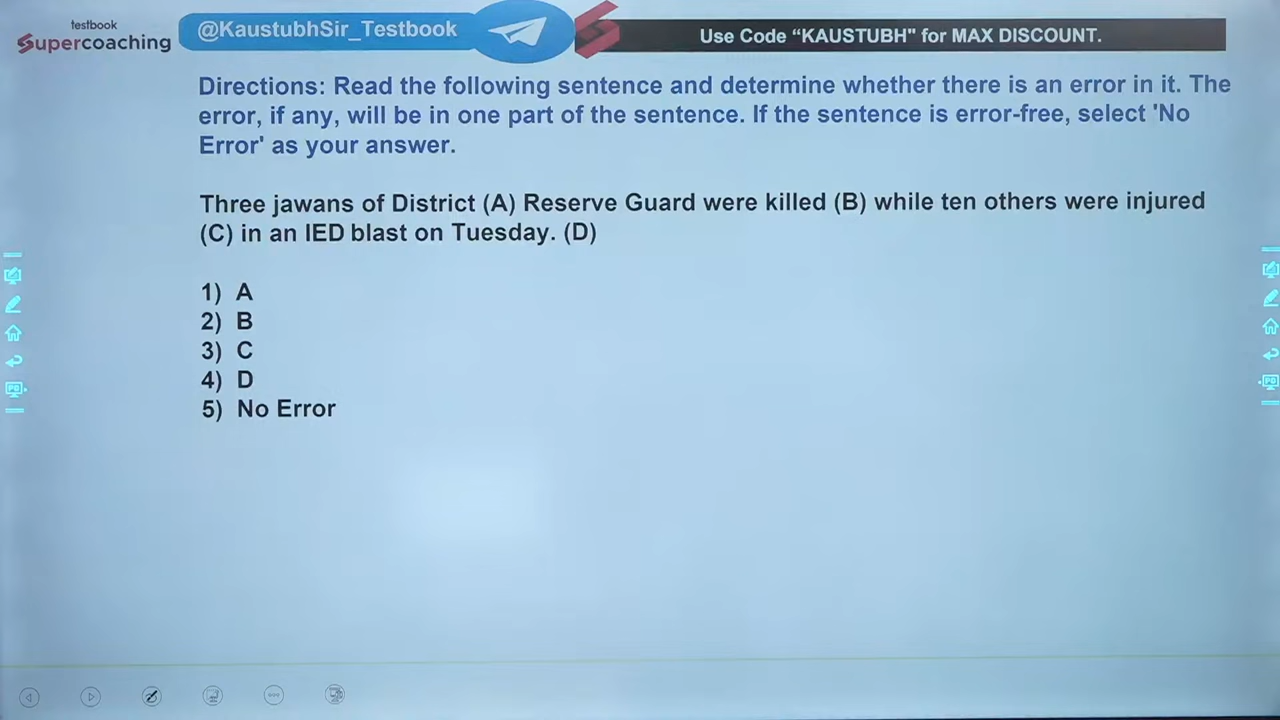 testbook
Supercoaching
@KaustubhSir_Testbook
Use Code “KAUSTUBH" for MAX DISCOUNT.
Directions: Read the following sentence and determine whether there is an error in it. The
error, if any, will be in one part of the sentence. If the sentence is error-free, select 'No
Error' as your answer.
Three jawans of District (A) Reserve Guard were killed (B) while ten others were injured
(C) in an IED blast on Tuesday. (D)
1) A
2) B
3) C
4) D
5) No Error